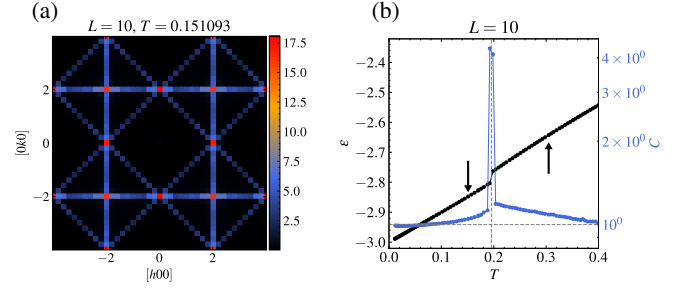 (a)
L = 10, T = 0.151093
17.5
15.0
12.5
10.0
7.5
5.0
2.5
2
0
−2
[0k0]
−2
0
2
[h00]
(b)
L = 10
−2.4
−2.5
−2.6
−2.7
−2.8
−2.9
−3.0
ε
0.0
0.1
0.2
0.3
0.4
T
4 × 10⁰
3 × 10⁰
2 × 10⁰
10⁰
C